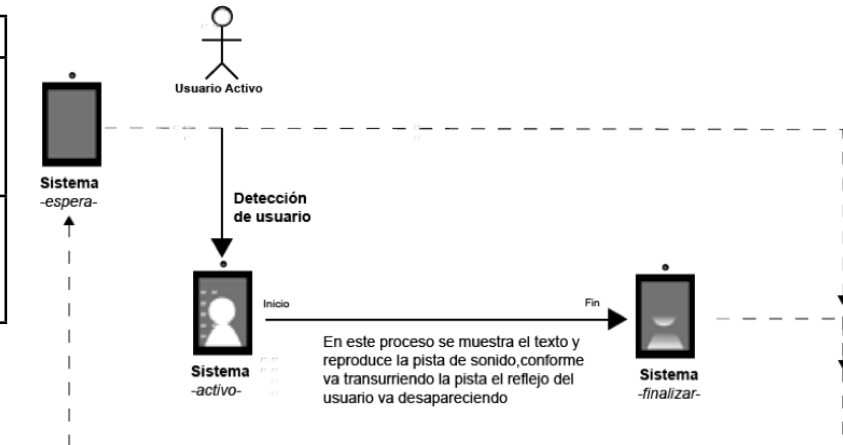 Usuario Activo
Sistema
-espera-
Detección
de usuario
Inicio
Fin
En este proceso se muestra el texto y
reproduce la pista de sonido,conforme
va transurriendo la pista el reflejo del
usuario va desapareciendo
Sistema
-activo-
Sistema
-finalizar-